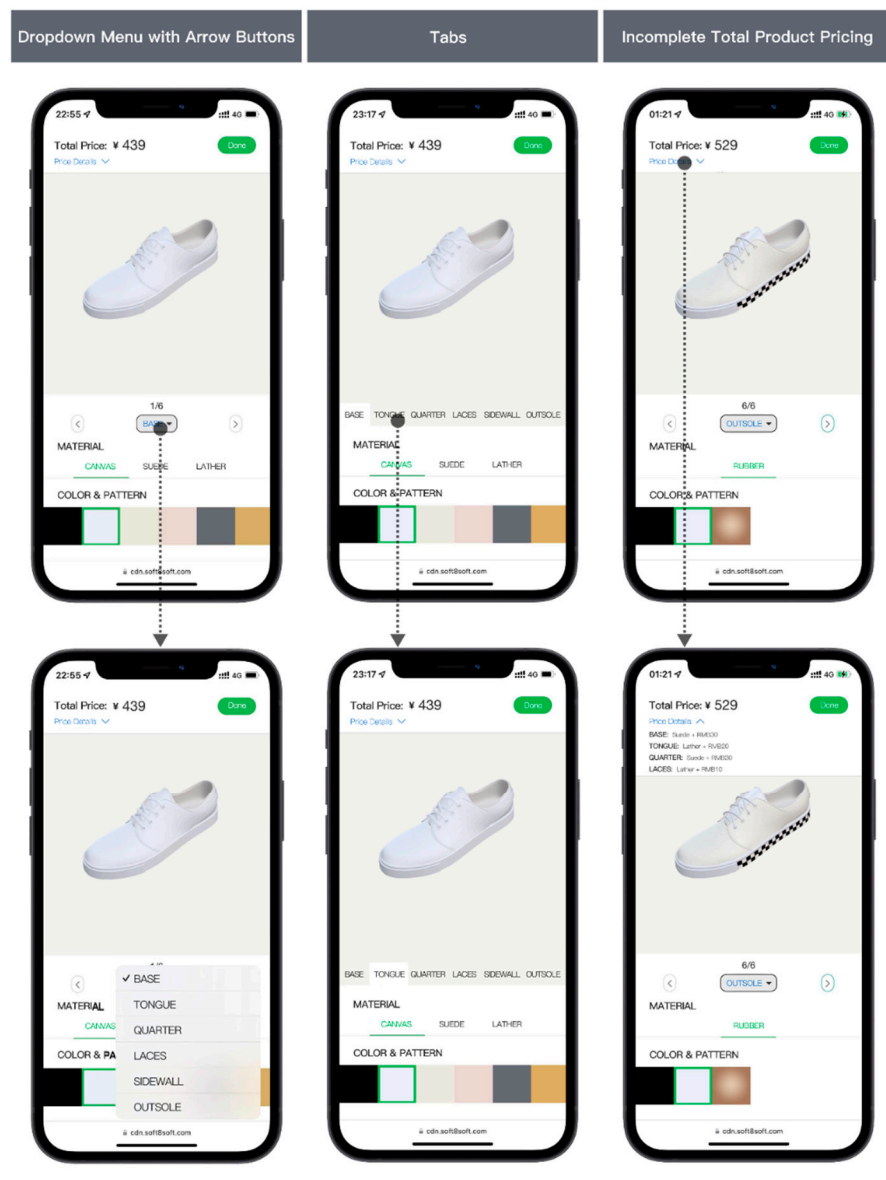 Dropdown Menu with Arrow Buttons
Tabs
Incomplete Total Product Pricing
22:55
4G
Total Price: ¥ 439
Done
Price Details
1/6
BASE
MATERIAL
CANVAS SUEDE LATHER
COLOR & PATTERN
cdn.soft8soft.com
23:17
4G
Total Price: ¥ 439
Done
Price Details
BASE TONGUE QUARTER LACES SIDEWALL OUTSOLE
MATERIAL
CANVAS SUEDE LATHER
COLOR & PATTERN
cdn.soft8soft.com
01:21
4G
Total Price: ¥ 529
Done
Price Details
6/6
OUTSOLE
MATERIAL
RUBBER
COLOR & PATTERN
cdn.soft8soft.com
22:55
4G
Total Price: ¥ 439
Done
Price Details
BASE
TONGUE
MATERIAL
QUARTER
CANVAS
LACES
COLOR & PA
SIDEWALL
OUTSOLE
cdn.soft8soft.com
23:17
4G
Total Price: ¥ 439
Done
Price Details
BASE TONGUE QUARTER LACES SIDEWALL OUTSOLE
MATERIAL
CANVAS SUEDE LATHER
COLOR & PATTERN
cdn.soft8soft.com
01:21
4G
Total Price: ¥ 529
Done
Price Details
BASE: Suede +
TONGUE: Lather + RMB20
QUARTER: Suede +
LACES: Lather + RMB10
6/6
OUTSOLE
MATERIAL
RUBBER
COLOR & PATTERN
cdn.soft8soft.com